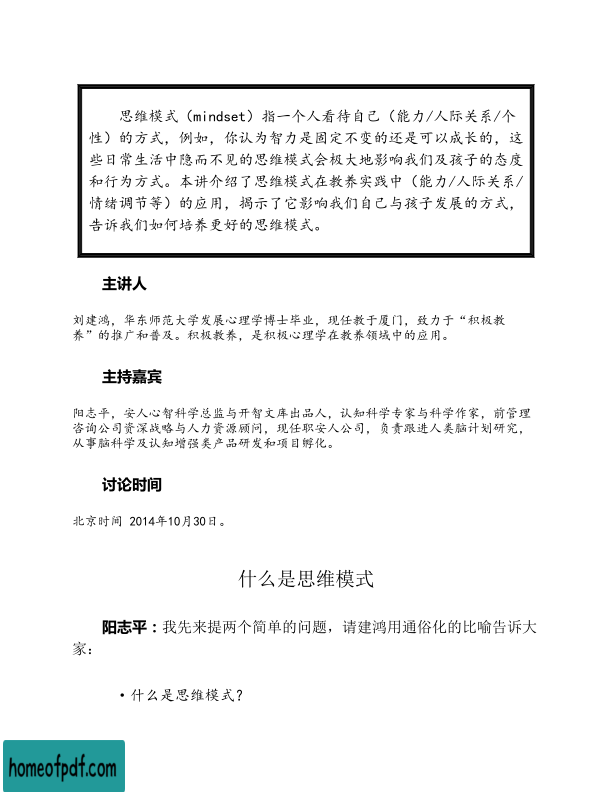 思维模式（mindset）指一个人看待自己（能力/人际关系/个
性）的方式，例如，你认为智力是固定不变的还是可以成长的，这
些日常生活中隐而不见的思维模式会极大地影响我们及孩子的态度
和行为方式。本讲介绍了思维模式在教养实践中（能力/人际关系/
情绪调节等）的应用，揭示了它影响我们自己与孩子发展的方式，
告诉我们如何培养更好的思维模式。
主讲人
刘建鸿，华东师范大学发展心理学博士毕业，现任教于厦门，致力于“积极教
养”的推广和普及。积极教养，是积极心理学在教养领域中的应用。
主持嘉宾
阳志平，安人心智科学总监与开智文库出品人，认知科学专家与科学作家，前管理
咨询公司资深战略与人力资源顾问，现任职安人公司，负责跟进人类脑计划研究，
从事脑科学及认知增强类产品研发和项目孵化。
讨论时间
北京时间 2014年10月30日。
什么是思维模式
阳志平：我先来提两个简单的问题，请建鸿用通俗化的比喻告诉大
家：
• 什么是思维模式？
homeofpdf.com